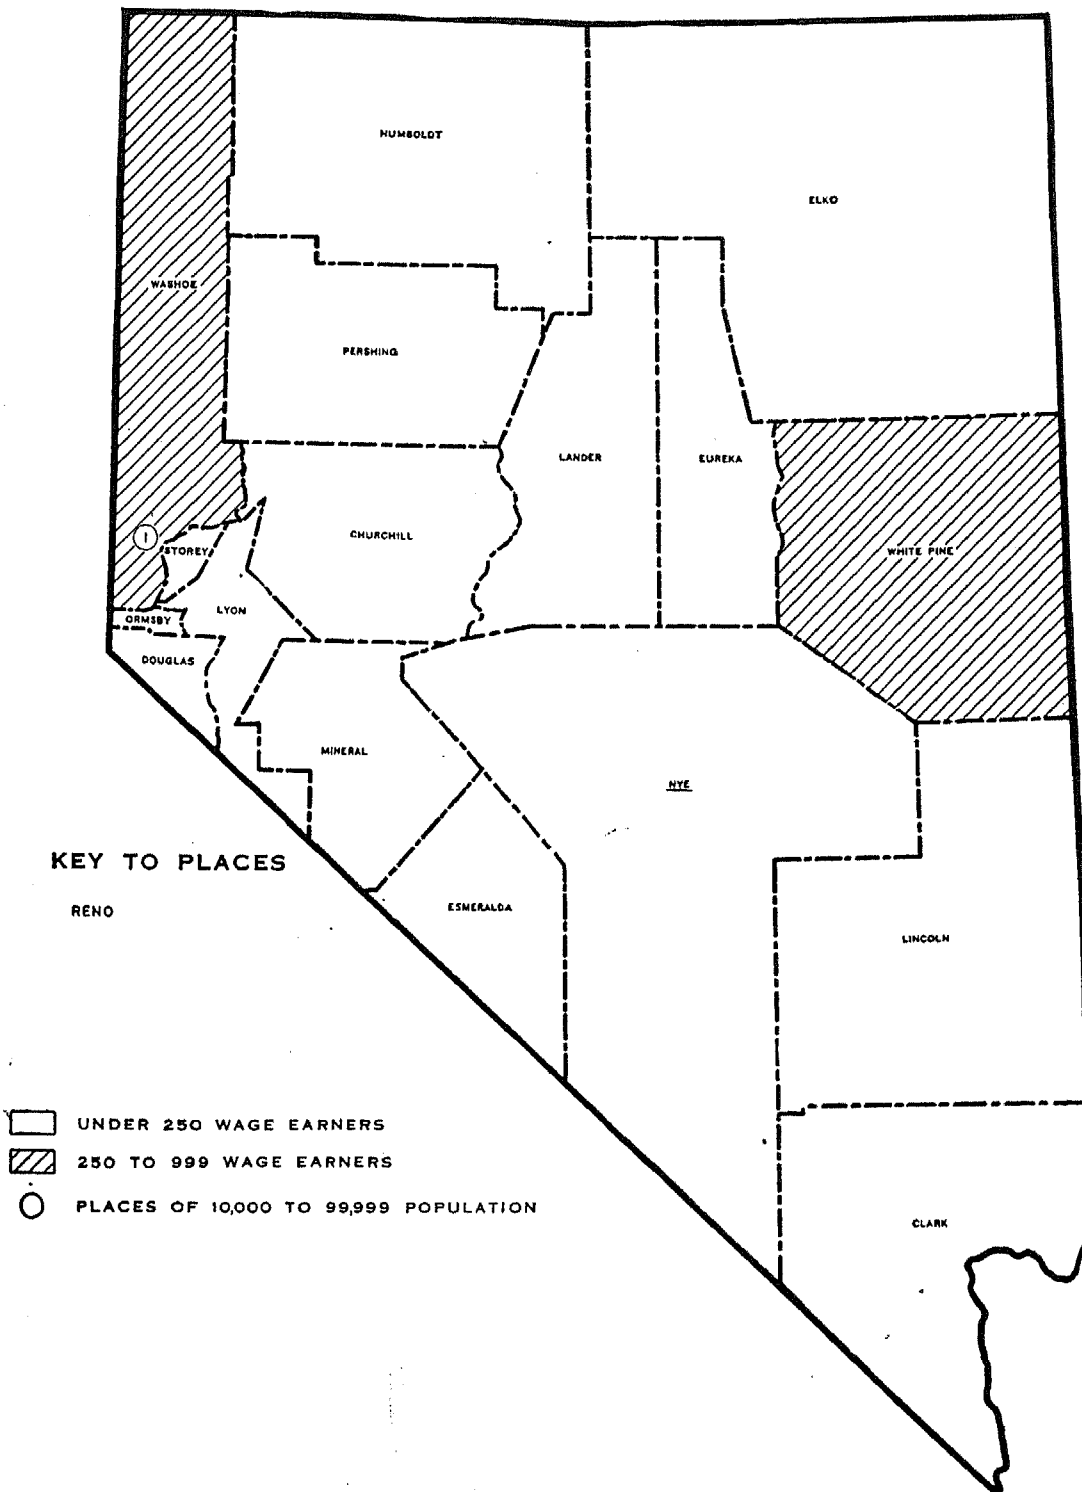 HUMBOLDT
ELKO
WASHOE
PERSHING
LANDER
EUREKA
CHURCHILL
1
STOREY
WHITE PINE
LYON
ORMSBY
DOUGLAS
MINERAL
NYE
KEY TO PLACES
RENO
ESMERALDA
LINCOLN
UNDER 250 WAGE EARNERS
250 TO 999 WAGE EARNERS
PLACES OF 10,000 TO 99,999 POPULATION
CLARK